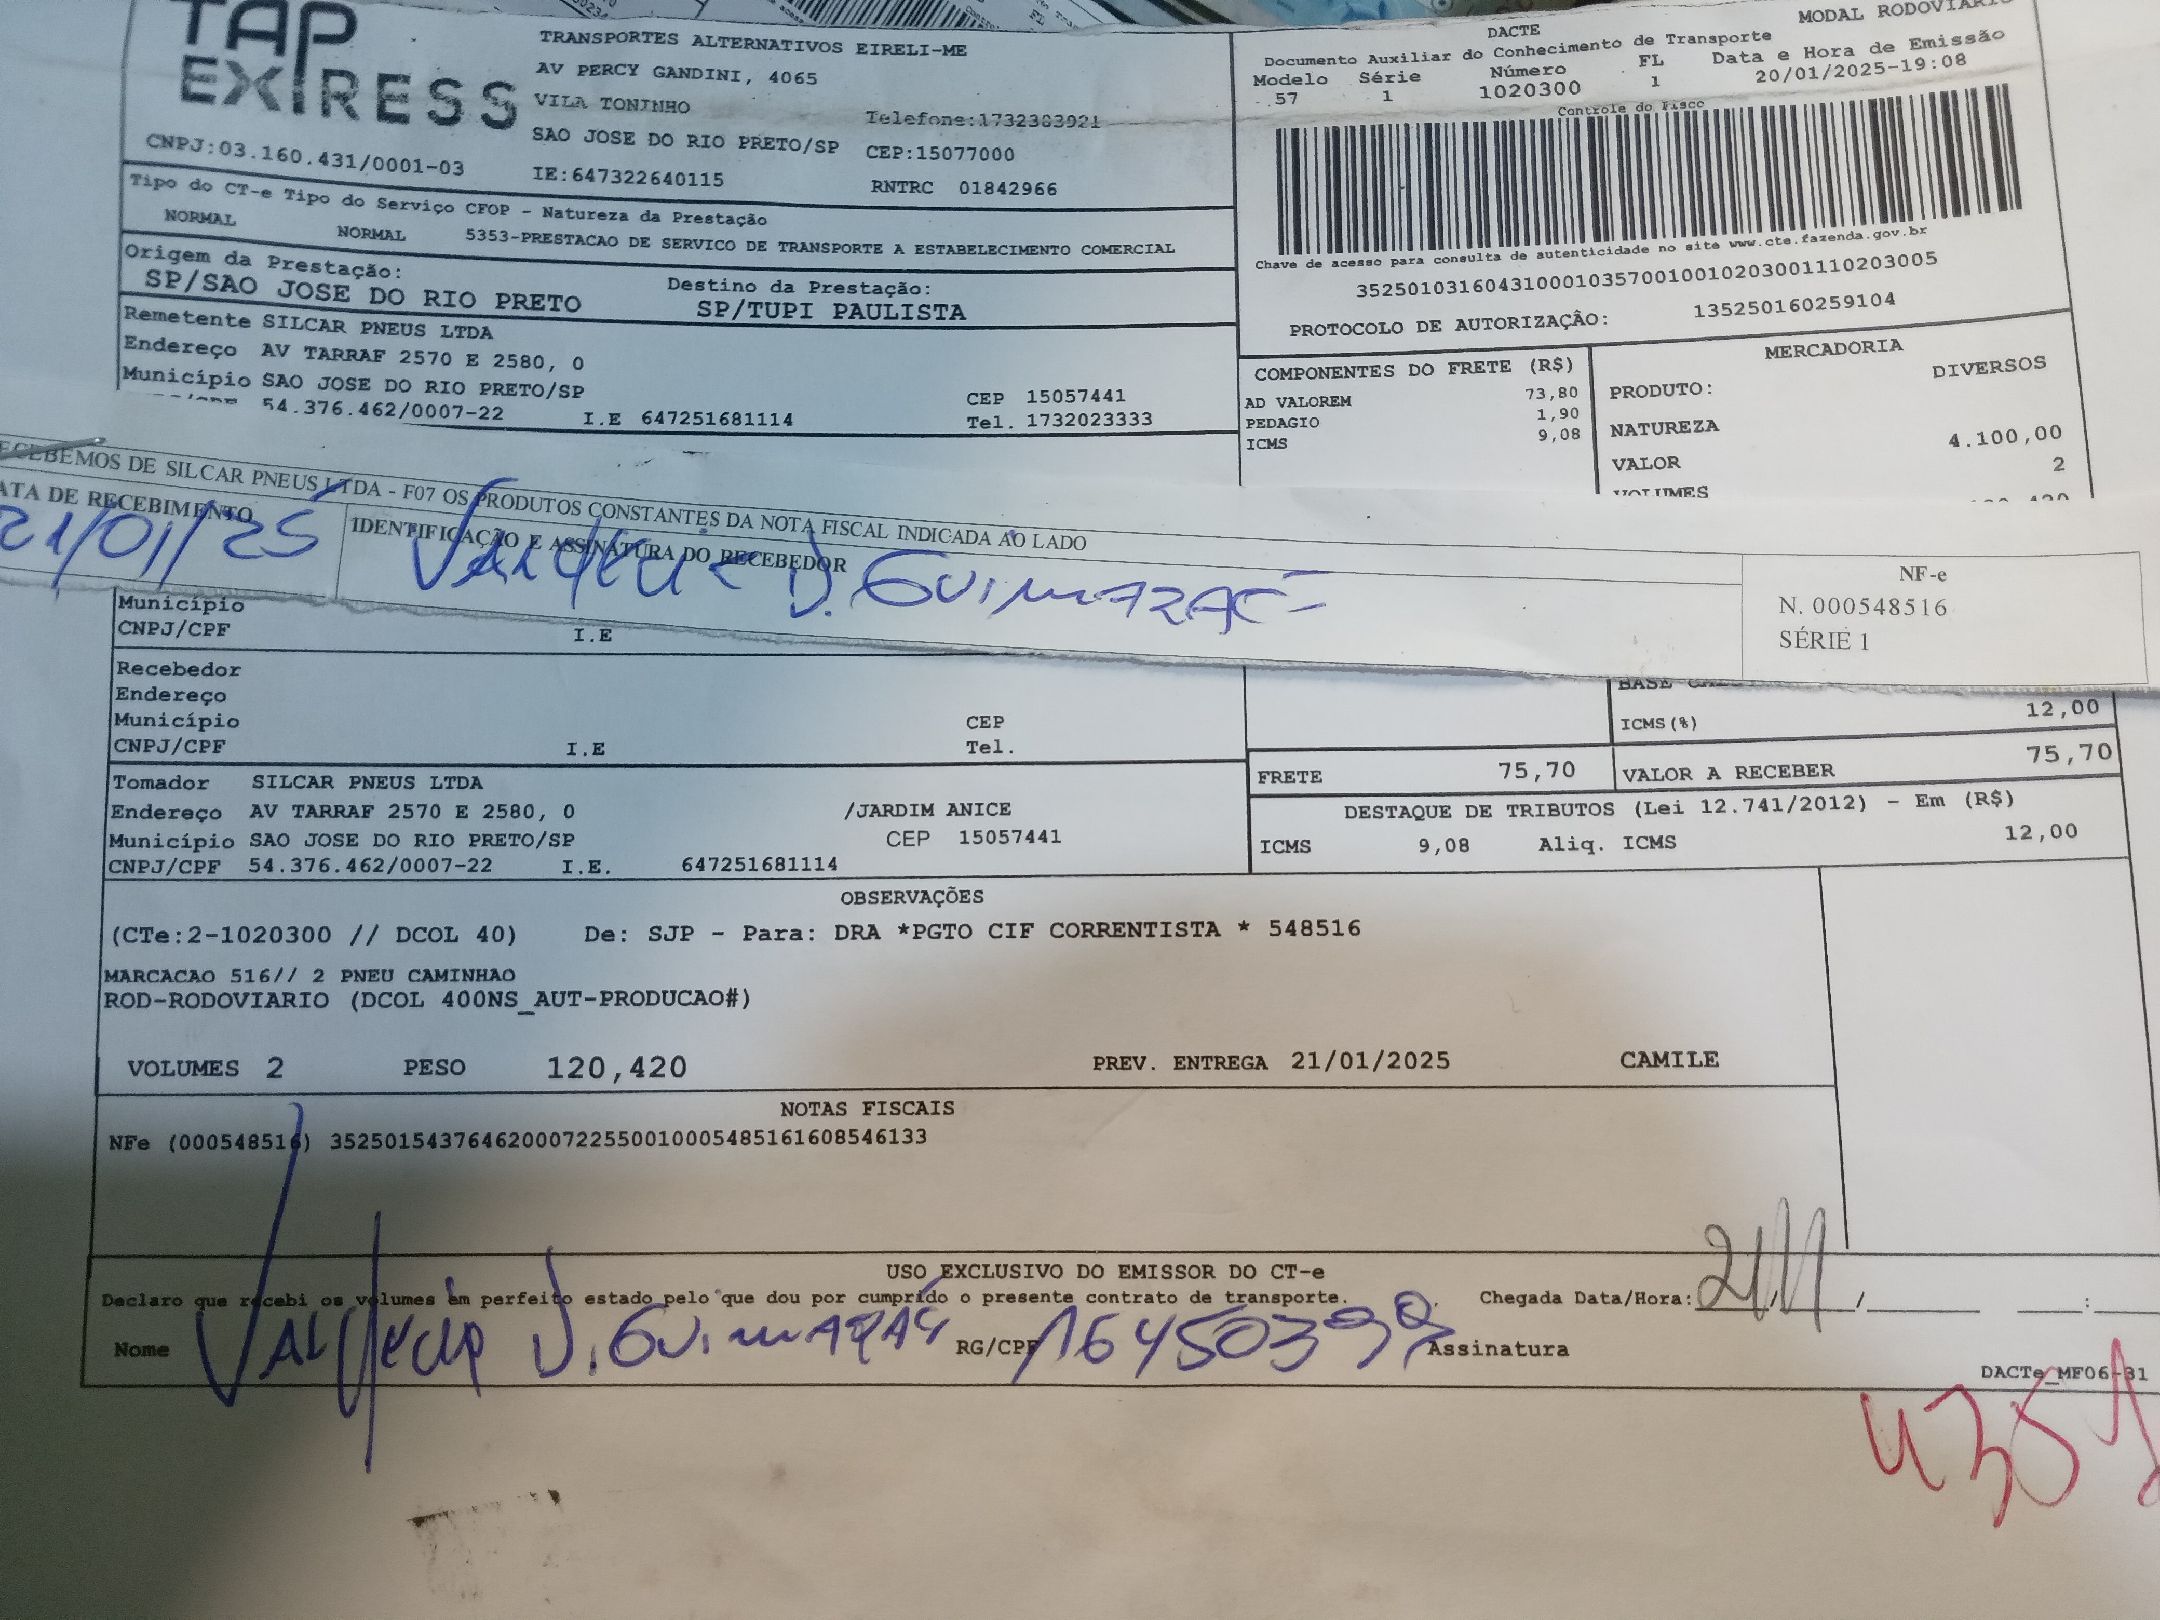 TAP
EXIRESS
TRANSPORTES ALTERNATIVOS EIRELI-ME
AV PERCY GANDINI, 4065
VILA TONINHO
Telefone:1732383921
SAO JOSE DO RIO PRETO/SP CEP:15077000
CNPJ:03.160.431/0001-03
IE:647322640115
RNTRC 01842966
MODAL RODOVIARIO
DACTE
Documento Auxiliar do Conhecimento de Transporte
Modelo Série Número FL Data e Hora de Emissão
57 1 1020300 1 20/01/2025-19:08
Controle do Fisco
Chave de acesso para consulta de autenticidade no site www.cte.fazenda.gov.br
35250103160431000103570010010203001110203005
PROTOCOLO DE AUTORIZAÇÃO: 135250160259104
Tipo do CT-e Tipo do Serviço CFOP - Natureza da Prestação
NORMAL NORMAL 5353-PRESTACAO DE SERVICO DE TRANSPORTE A ESTABELECIMENTO COMERCIAL
Origem da Prestação: Destino da Prestação:
SP/SAO JOSE DO RIO PRETO SP/TUPI PAULISTA
Remetente SILCAR PNEUS LTDA
Endereço AV TARRAF 2570 E 2580, 0
Município SAO JOSE DO RIO PRETO/SP CEP 15057441
54.376.462/0007-22 I.E 647251681114 Tel. 1732023333
COMPONENTES DO FRETE (R$)
AD VALOREM 73,80
PEDAGIO 1,90
ICMS 9,08
MERCADORIA
PRODUTO: DIVERSOS
NATUREZA
VALOR 4.100,00
VOLUMES 2
RECEBEMOS DE SILCAR PNEUS LTDA - F07 OS PRODUTOS CONSTANTES DA NOTA FISCAL INDICADA AO LADO
DATA DE RECEBIMENTO
21/01/25
IDENTIFICAÇÃO E ASSINATURA DO RECEBEDOR
NF-e
N. 000548516
SÉRIE 1
Município
CNPJ/CPF I.E
Recebedor
Endereço
Município CEP
CNPJ/CPF I.E Tel.
ICMS(%) 12,00
FRETE 75,70 VALOR A RECEBER 75,70
Tomador SILCAR PNEUS LTDA
Endereço AV TARRAF 2570 E 2580, 0 /JARDIM ANICE
Município SAO JOSE DO RIO PRETO/SP CEP 15057441
CNPJ/CPF 54.376.462/0007-22 I.E. 647251681114
DESTAQUE DE TRIBUTOS (Lei 12.741/2012) - Em (R$)
ICMS 9,08 Aliq. ICMS 12,00
OBSERVAÇÕES
(CTe:2-1020300 // DCOL 40) De: SJP - Para: DRA *PGTO CIF CORRENTISTA * 548516
MARCACAO 516// 2 PNEU CAMINHAO
ROD-RODOVIARIO (DCOL 400NS_AUT-PRODUCAO#)
VOLUMES 2 PESO 120,420 PREV. ENTREGA 21/01/2025 CAMILE
NOTAS FISCAIS
NFe (000548516) 35250154376462000722550010005485161608546133
USO EXCLUSIVO DO EMISSOR DO CT-e
Declaro que recebi os volumes em perfeito estado pelo que dou por cumprido o presente contrato de transporte. Chegada Data/Hora:
Nome RG/CPF Assinatura
DACTe_MF06-31